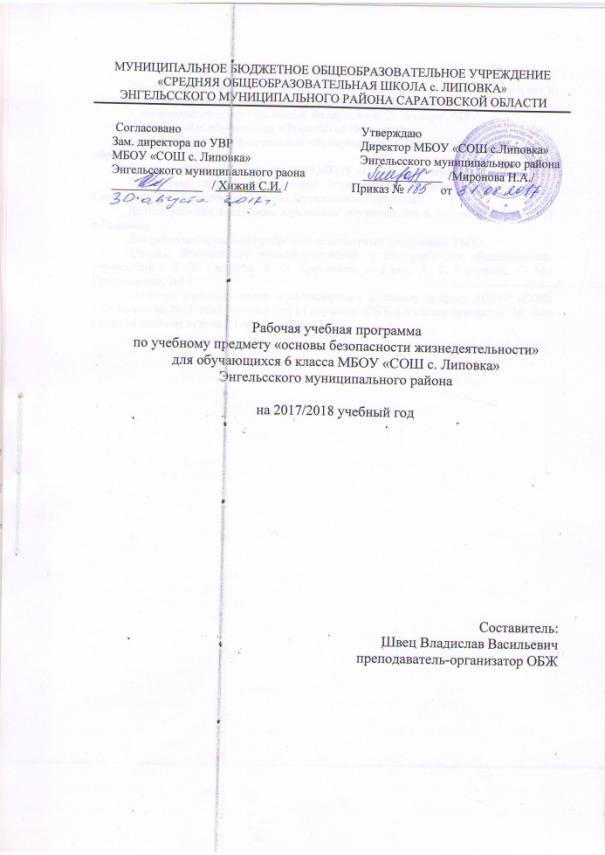 МУНИЦИПАЛЬНОЕ БЮДЖЕТНОЕ ОБЩЕОБРАЗОВАТЕЛЬНОЕ УЧРЕЖДЕНИЕ
«СРЕДНЯЯ ОБЩЕОБРАЗОВАТЕЛЬНАЯ ШКОЛА с. ЛИПОВКА»
ЭНГЕЛЬССКОГО МУНИЦИПАЛЬНОГО РАЙОНА САРАТОВСКОЙ ОБЛАСТИ
Согласовано
Зам. директора по УВР
МБОУ «СОШ с. Липовка»
Энгельсского муниципального раона
/ Хижий С.И. /
30 августа 2017г.
Утверждаю
Директор МБОУ «СОШ с.Липовка»
Энгельсского муниципального района
/Миронова Н.А./
Приказ № 185 от 31.08.2017
Рабочая учебная программа
по учебному предмету «основы безопасности жизнедеятельности»
для обучающихся 6 класса МБОУ «СОШ с. Липовка»
Энгельсского муниципального района
на 2017/2018 учебный год
Составитель:
Швец Владислав Васильевич
преподаватель-организатор ОБЖ